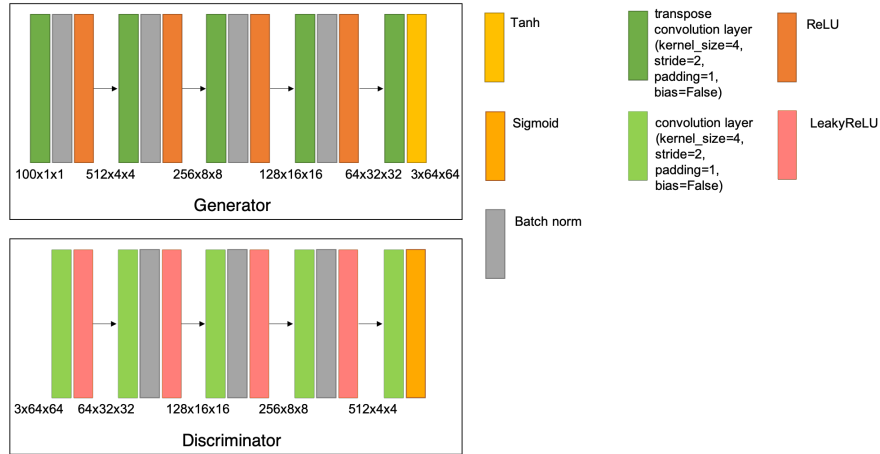 100x1x1 512x4x4 256x8x8 128x16x16 64x32x32 3x64x64
Generator
3x64x64 64x32x32 128x16x16 256x8x8 512x4x4
Discriminator
Tanh
Sigmoid
Batch norm
transpose
convolution layer
(kernel_size=4,
stride=2,
padding=1,
bias=False)
convolution layer
(kernel_size=4,
stride=2,
padding=1,
bias=False)
ReLU
LeakyReLU